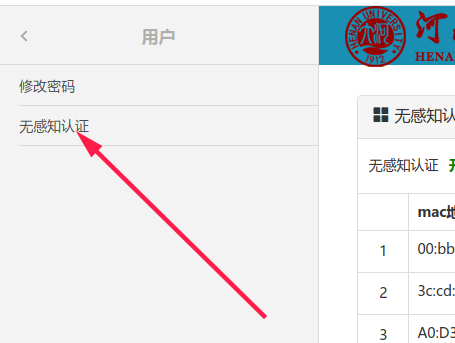 用户
修改密码
无感知认证
HENAN UNIVERSITY
1912
河
HENA
无感知认
无感知认证
mac地
1 00:bb
2 3c:cd:
3 A0:D3